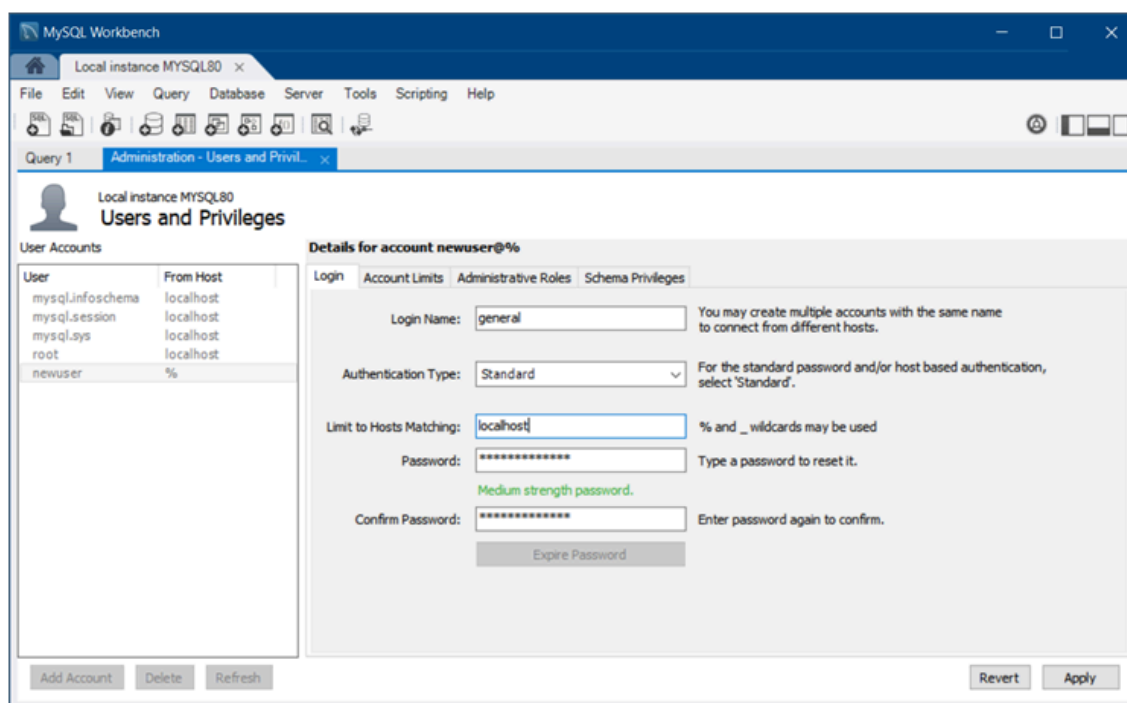 MySQL Workbench
Local instance MYSQL80 ×
File Edit View Query Database Server Tools Scripting Help
Query 1 Administration - Users and Privil... ×
Local instance MYSQL80
Users and Privileges
User Accounts
User From Host
mysql.infoschema localhost
mysql.session localhost
mysql.sys localhost
root localhost
newuser %
Add Account Delete Refresh
Details for account newuser@%
Login Account Limits Administrative Roles Schema Privileges
Login Name: general You may create multiple accounts with the same name
to connect from different hosts.
Authentication Type: Standard For the standard password and/or host based authentication,
select 'Standard'.
Limit to Hosts Matching: localhost % and _ wildcards may be used
Password: ************* Type a password to reset it.
Medium strength password.
Confirm Password: ************* Enter password again to confirm.
Expire Password
Revert Apply